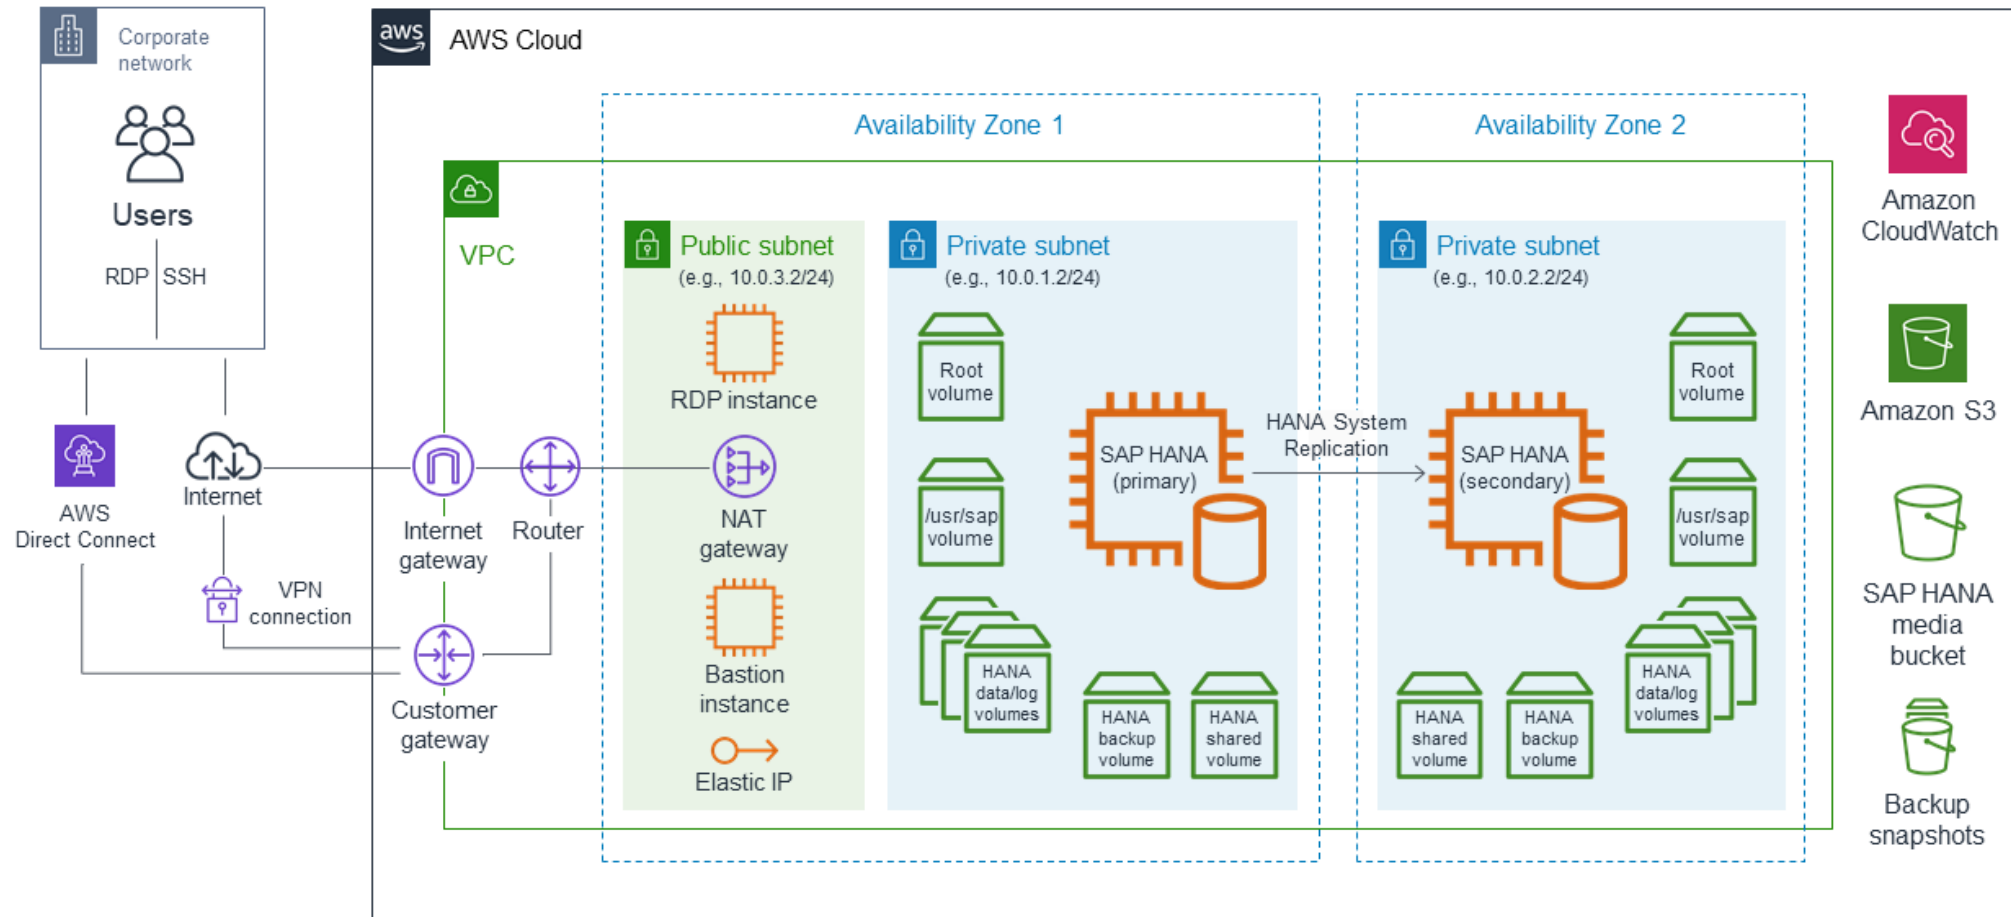 Corporate
network
Users
RDP
SSH
AWS
Direct Connect
Internet
VPN
connection
aws
AWS Cloud
VPC
Internet
gateway
Router
Customer
gateway
Availability Zone 1
Public subnet
(e.g., 10.0.3.2/24)
RDP instance
NAT
gateway
Bastion
instance
Elastic IP
Private subnet
(e.g., 10.0.1.2/24)
Root
volume
/usr/sap
volume
HANA
data/log
volumes
SAP HANA
(primary)
HANA
backup
volume
HANA
shared
volume
HANA System
Replication
Availability Zone 2
Private subnet
(e.g., 10.0.2.2/24)
SAP HANA
(secondary)
Root
volume
/usr/sap
volume
HANA
data/log
volumes
HANA
shared
volume
HANA
backup
volume
Amazon
CloudWatch
Amazon S3
SAP HANA
media
bucket
Backup
snapshots